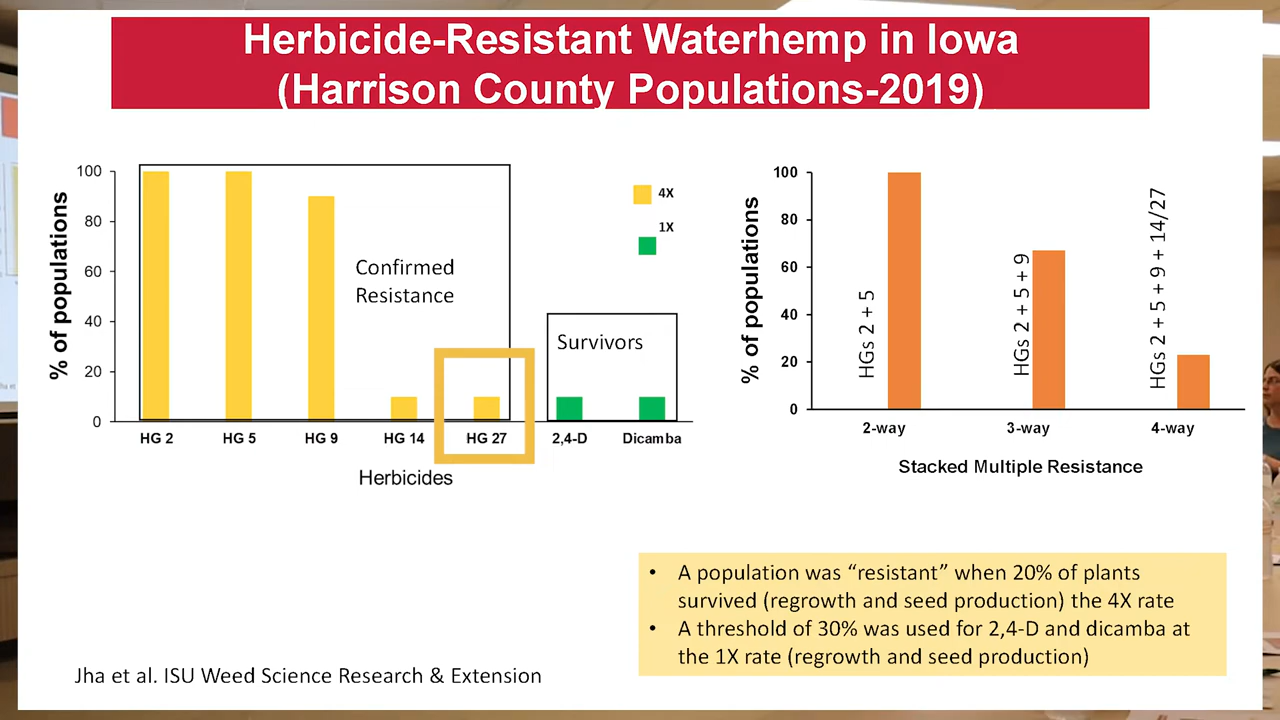 Herbicide-Resistant Waterhemp in Iowa
(Harrison County Populations-2019)
% of populations
100
80
60
40
20
0
Confirmed
Resistance
4X
1X
Survivors
HG 2
HG 5
HG 9
HG 14
HG 27
2,4-D
Dicamba
Herbicides
% of populations
100
80
60
40
20
0
HGs 2 + 5
HGs 2 + 5 + 9
HGs 2 + 5 + 9 + 14/27
2-way
3-way
4-way
Stacked Multiple Resistance
• A population was “resistant” when 20% of plants
survived (regrowth and seed production) the 4X rate
• A threshold of 30% was used for 2,4-D and dicamba at
the 1X rate (regrowth and seed production)
Jha et al. ISU Weed Science Research & Extension